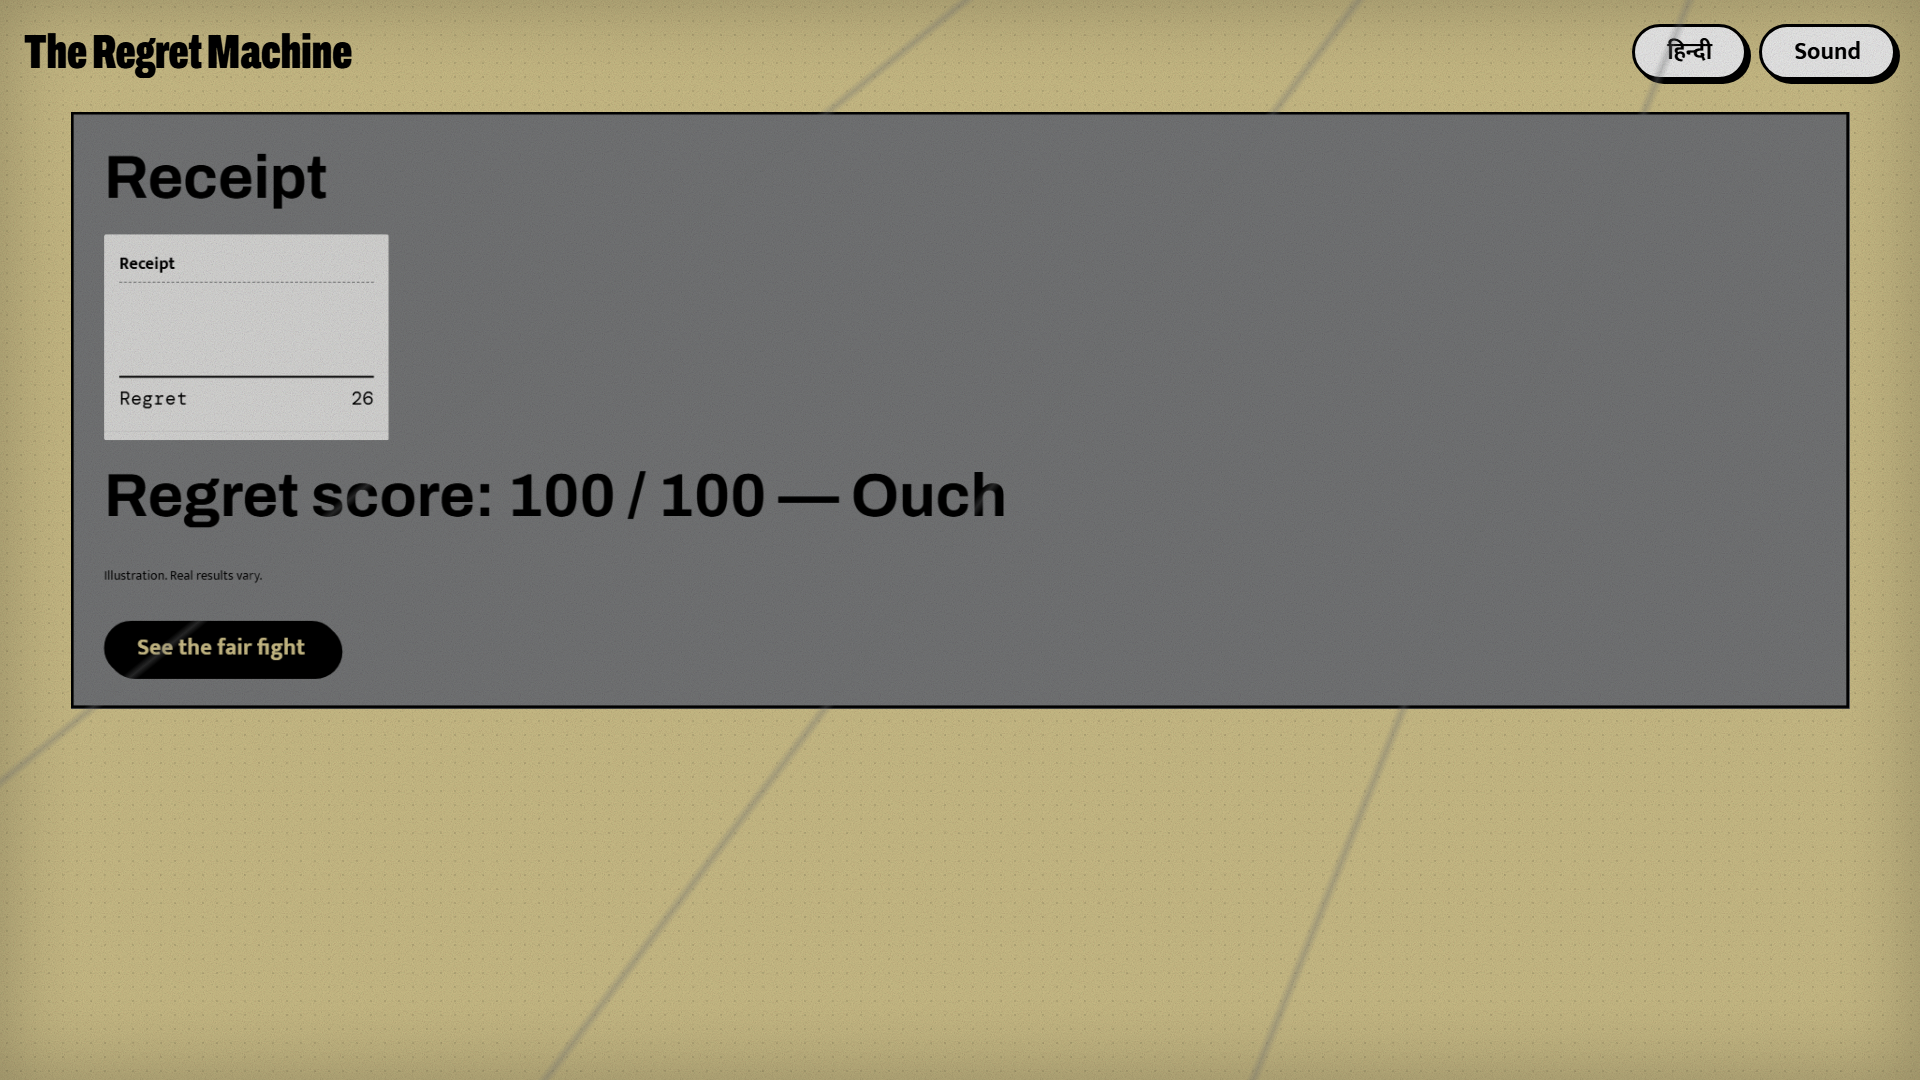 The Regret Machine
हिन्दी
Sound
Receipt
Receipt
Regret 26
Regret score: 100 / 100 — Ouch
Illustration. Real results vary.
See the fair fight